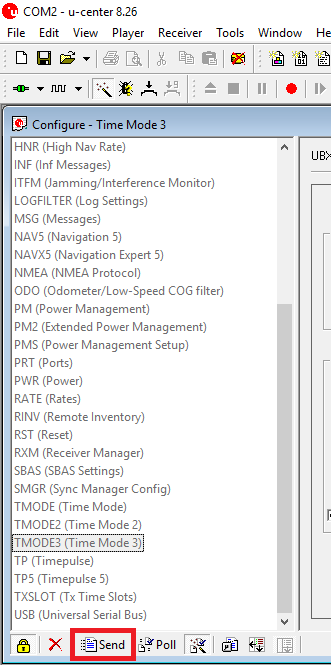 COM2 - u-center 8.26
File Edit View Player Receiver Tools Window
Configure - Time Mode 3
HNR (High Nav Rate)
INF (Inf Messages)
ITFM (Jamming/Interference Monitor)
LOGFILTER (Log Settings)
MSG (Messages)
NAV5 (Navigation 5)
NAVX5 (Navigation Expert 5)
NMEA (NMEA Protocol)
ODO (Odometer/Low-Speed COG filter)
PM (Power Management)
PM2 (Extended Power Management)
PMS (Power Management Setup)
PRT (Ports)
PWR (Power)
RATE (Rates)
RINV (Remote Inventory)
RST (Reset)
RXM (Receiver Manager)
SBAS (SBAS Settings)
SMGR (Sync Manager Config)
TMODE (Time Mode)
TMODE2 (Time Mode 2)
TMODE3 (Time Mode 3)
TP (Timepulse)
TP5 (Timepulse 5)
TXSLOT (Tx Time Slots)
USB (Universal Serial Bus)
Send Poll